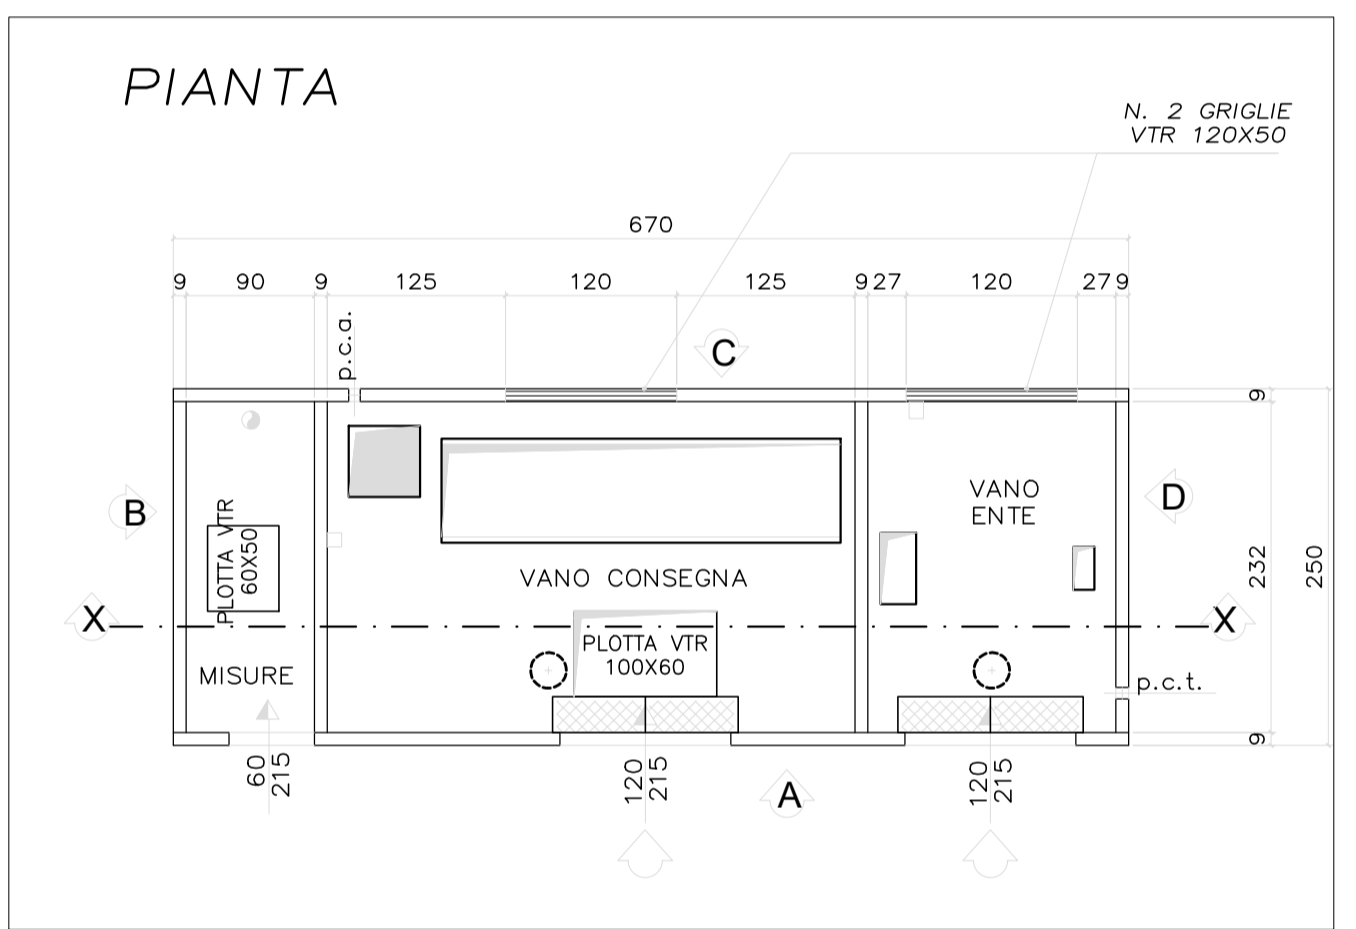 PIANTA
N. 2 GRIGLIE
VTR 120X50
670
9 90 9 125 120 125 9 27 120 27 9
p.c.a.
C
9
B
D
VANO
ENTE
PLOTTA VTR
60X50
VANO CONSEGNA
232
250
X
X
PLOTTA VTR
100X60
MISURE
p.c.t.
9
60
215
120
215
120
215
A